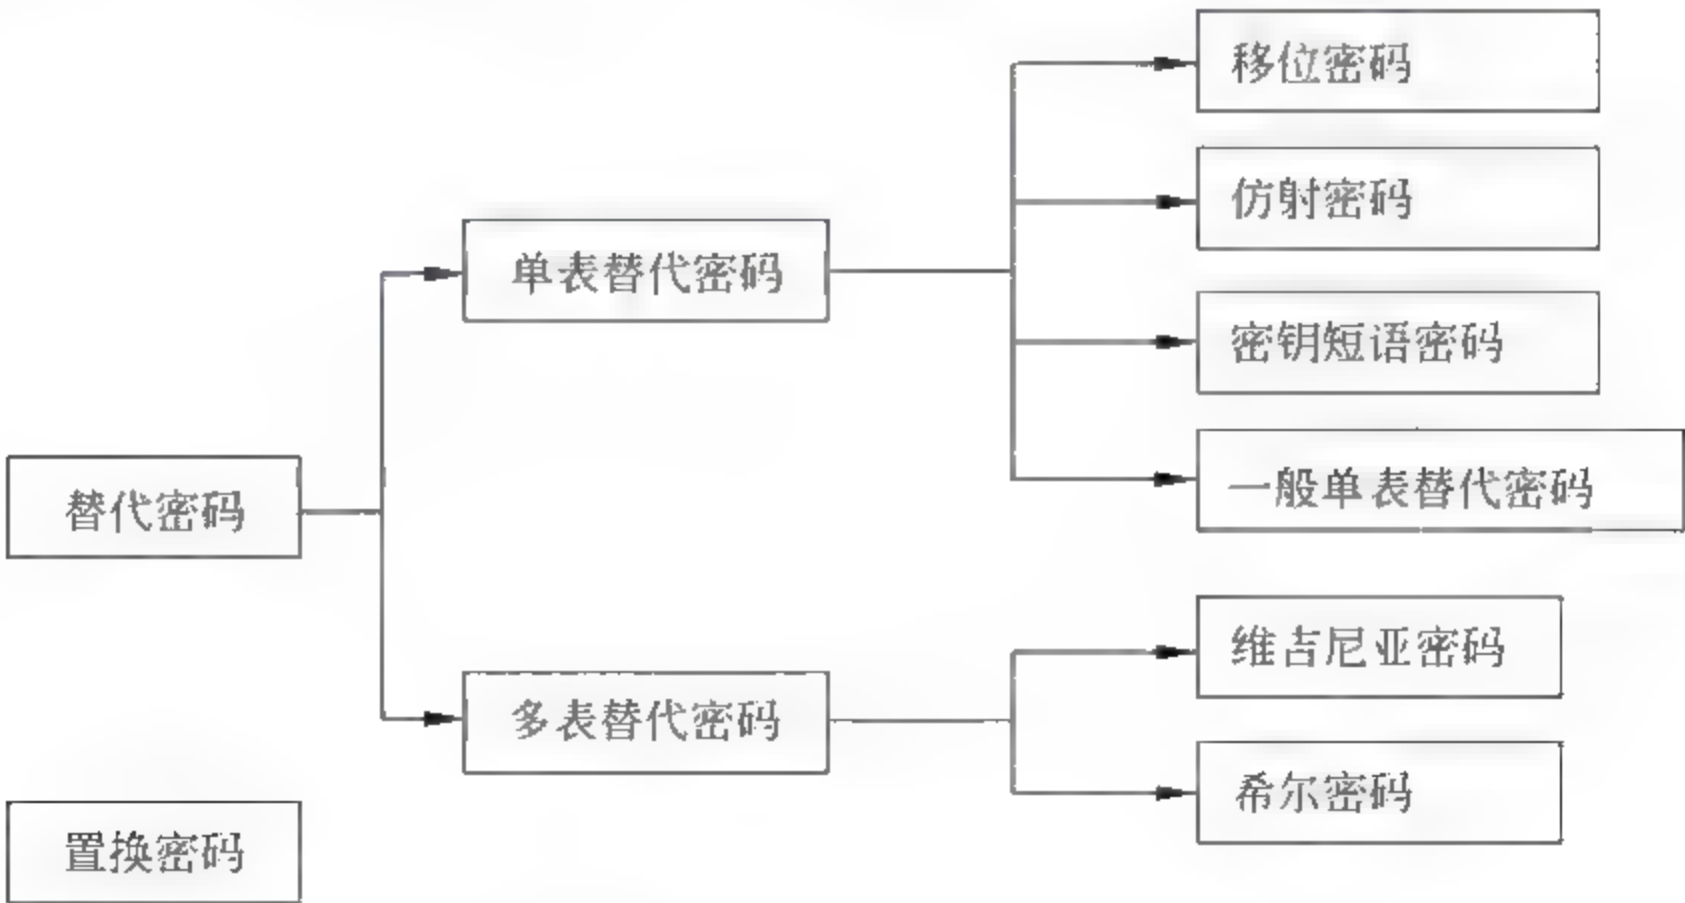 移位密码
仿射密码
单表替代密码
密钥短语密码
一般单表替代密码
替代密码
维吉尼亚密码
多表替代密码
希尔密码
置换密码